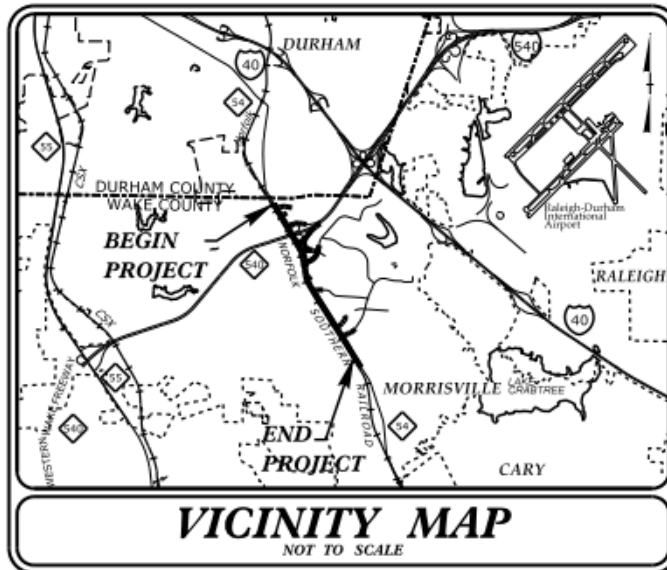 DURHAM
540
40
54
Norfolk
55
CSX
DURHAM COUNTY
WAKE COUNTY
Raleigh-Durham
International
Airport
BEGIN
PROJECT
540
NORFOLK
RALEIGH
CSX
SOUTHERN
40
55
MORRISVILLE
LAKE
CRABTREE
RAILROAD
WESTERN WAKE FREEWAY
540
54
END
PROJECT
CARY
VICINITY MAP
NOT TO SCALE